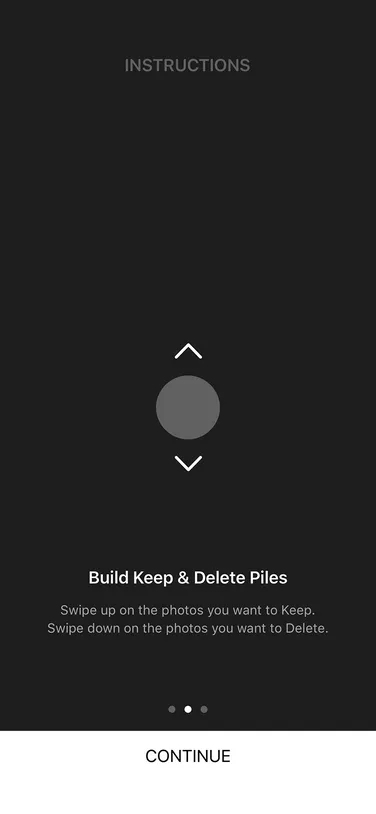 INSTRUCTIONS
Build Keep & Delete Piles
Swipe up on the photos you want to Keep.
Swipe down on the photos you want to Delete.
CONTINUE